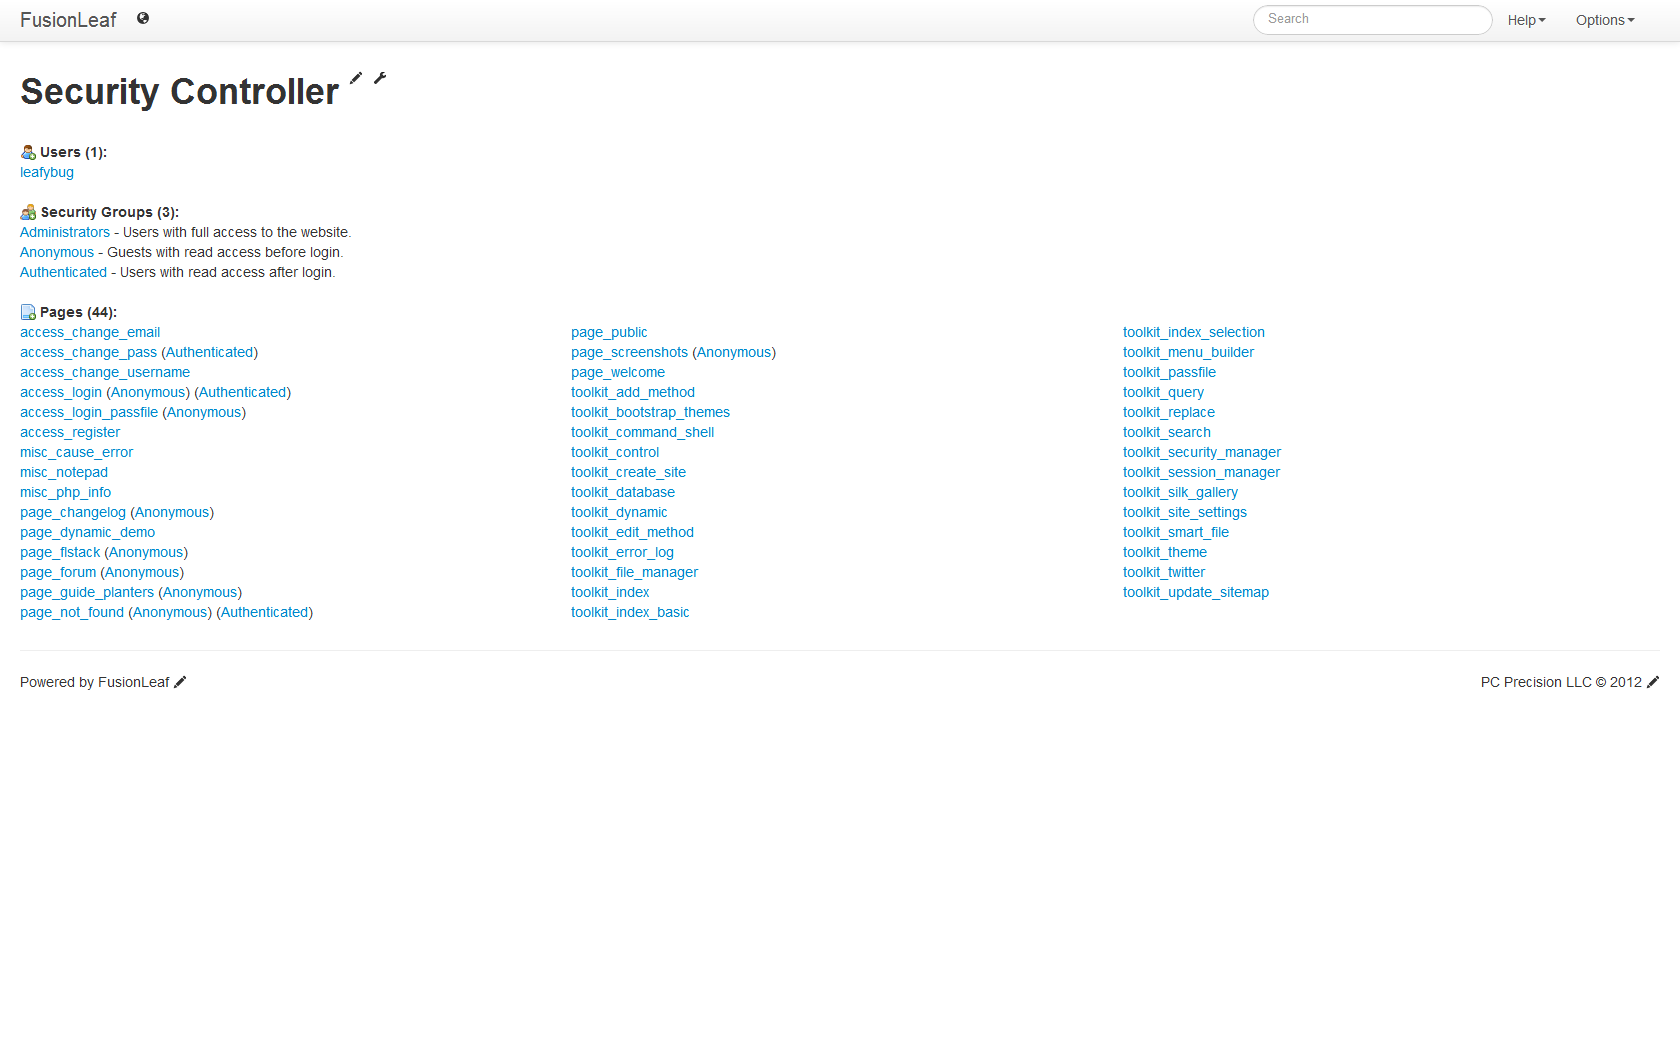 FusionLeaf
Search
Help
Options
Security Controller
Users (1):
leafybug
Security Groups (3):
Administrators - Users with full access to the website.
Anonymous - Guests with read access before login.
Authenticated - Users with read access after login.
Pages (44):
access_change_email
access_change_pass (Authenticated)
access_change_username
access_login (Anonymous) (Authenticated)
access_login_passfile (Anonymous)
access_register
misc_cause_error
misc_notepad
misc_php_info
page_changelog (Anonymous)
page_dynamic_demo
page_flstack (Anonymous)
page_forum (Anonymous)
page_guide_planters (Anonymous)
page_not_found (Anonymous) (Authenticated)
page_public
page_screenshots (Anonymous)
page_welcome
toolkit_add_method
toolkit_bootstrap_themes
toolkit_command_shell
toolkit_control
toolkit_create_site
toolkit_database
toolkit_dynamic
toolkit_edit_method
toolkit_error_log
toolkit_file_manager
toolkit_index
toolkit_index_basic
toolkit_index_selection
toolkit_menu_builder
toolkit_passfile
toolkit_query
toolkit_replace
toolkit_search
toolkit_security_manager
toolkit_session_manager
toolkit_silk_gallery
toolkit_site_settings
toolkit_smart_file
toolkit_theme
toolkit_twitter
toolkit_update_sitemap
Powered by FusionLeaf
PC Precision LLC © 2012